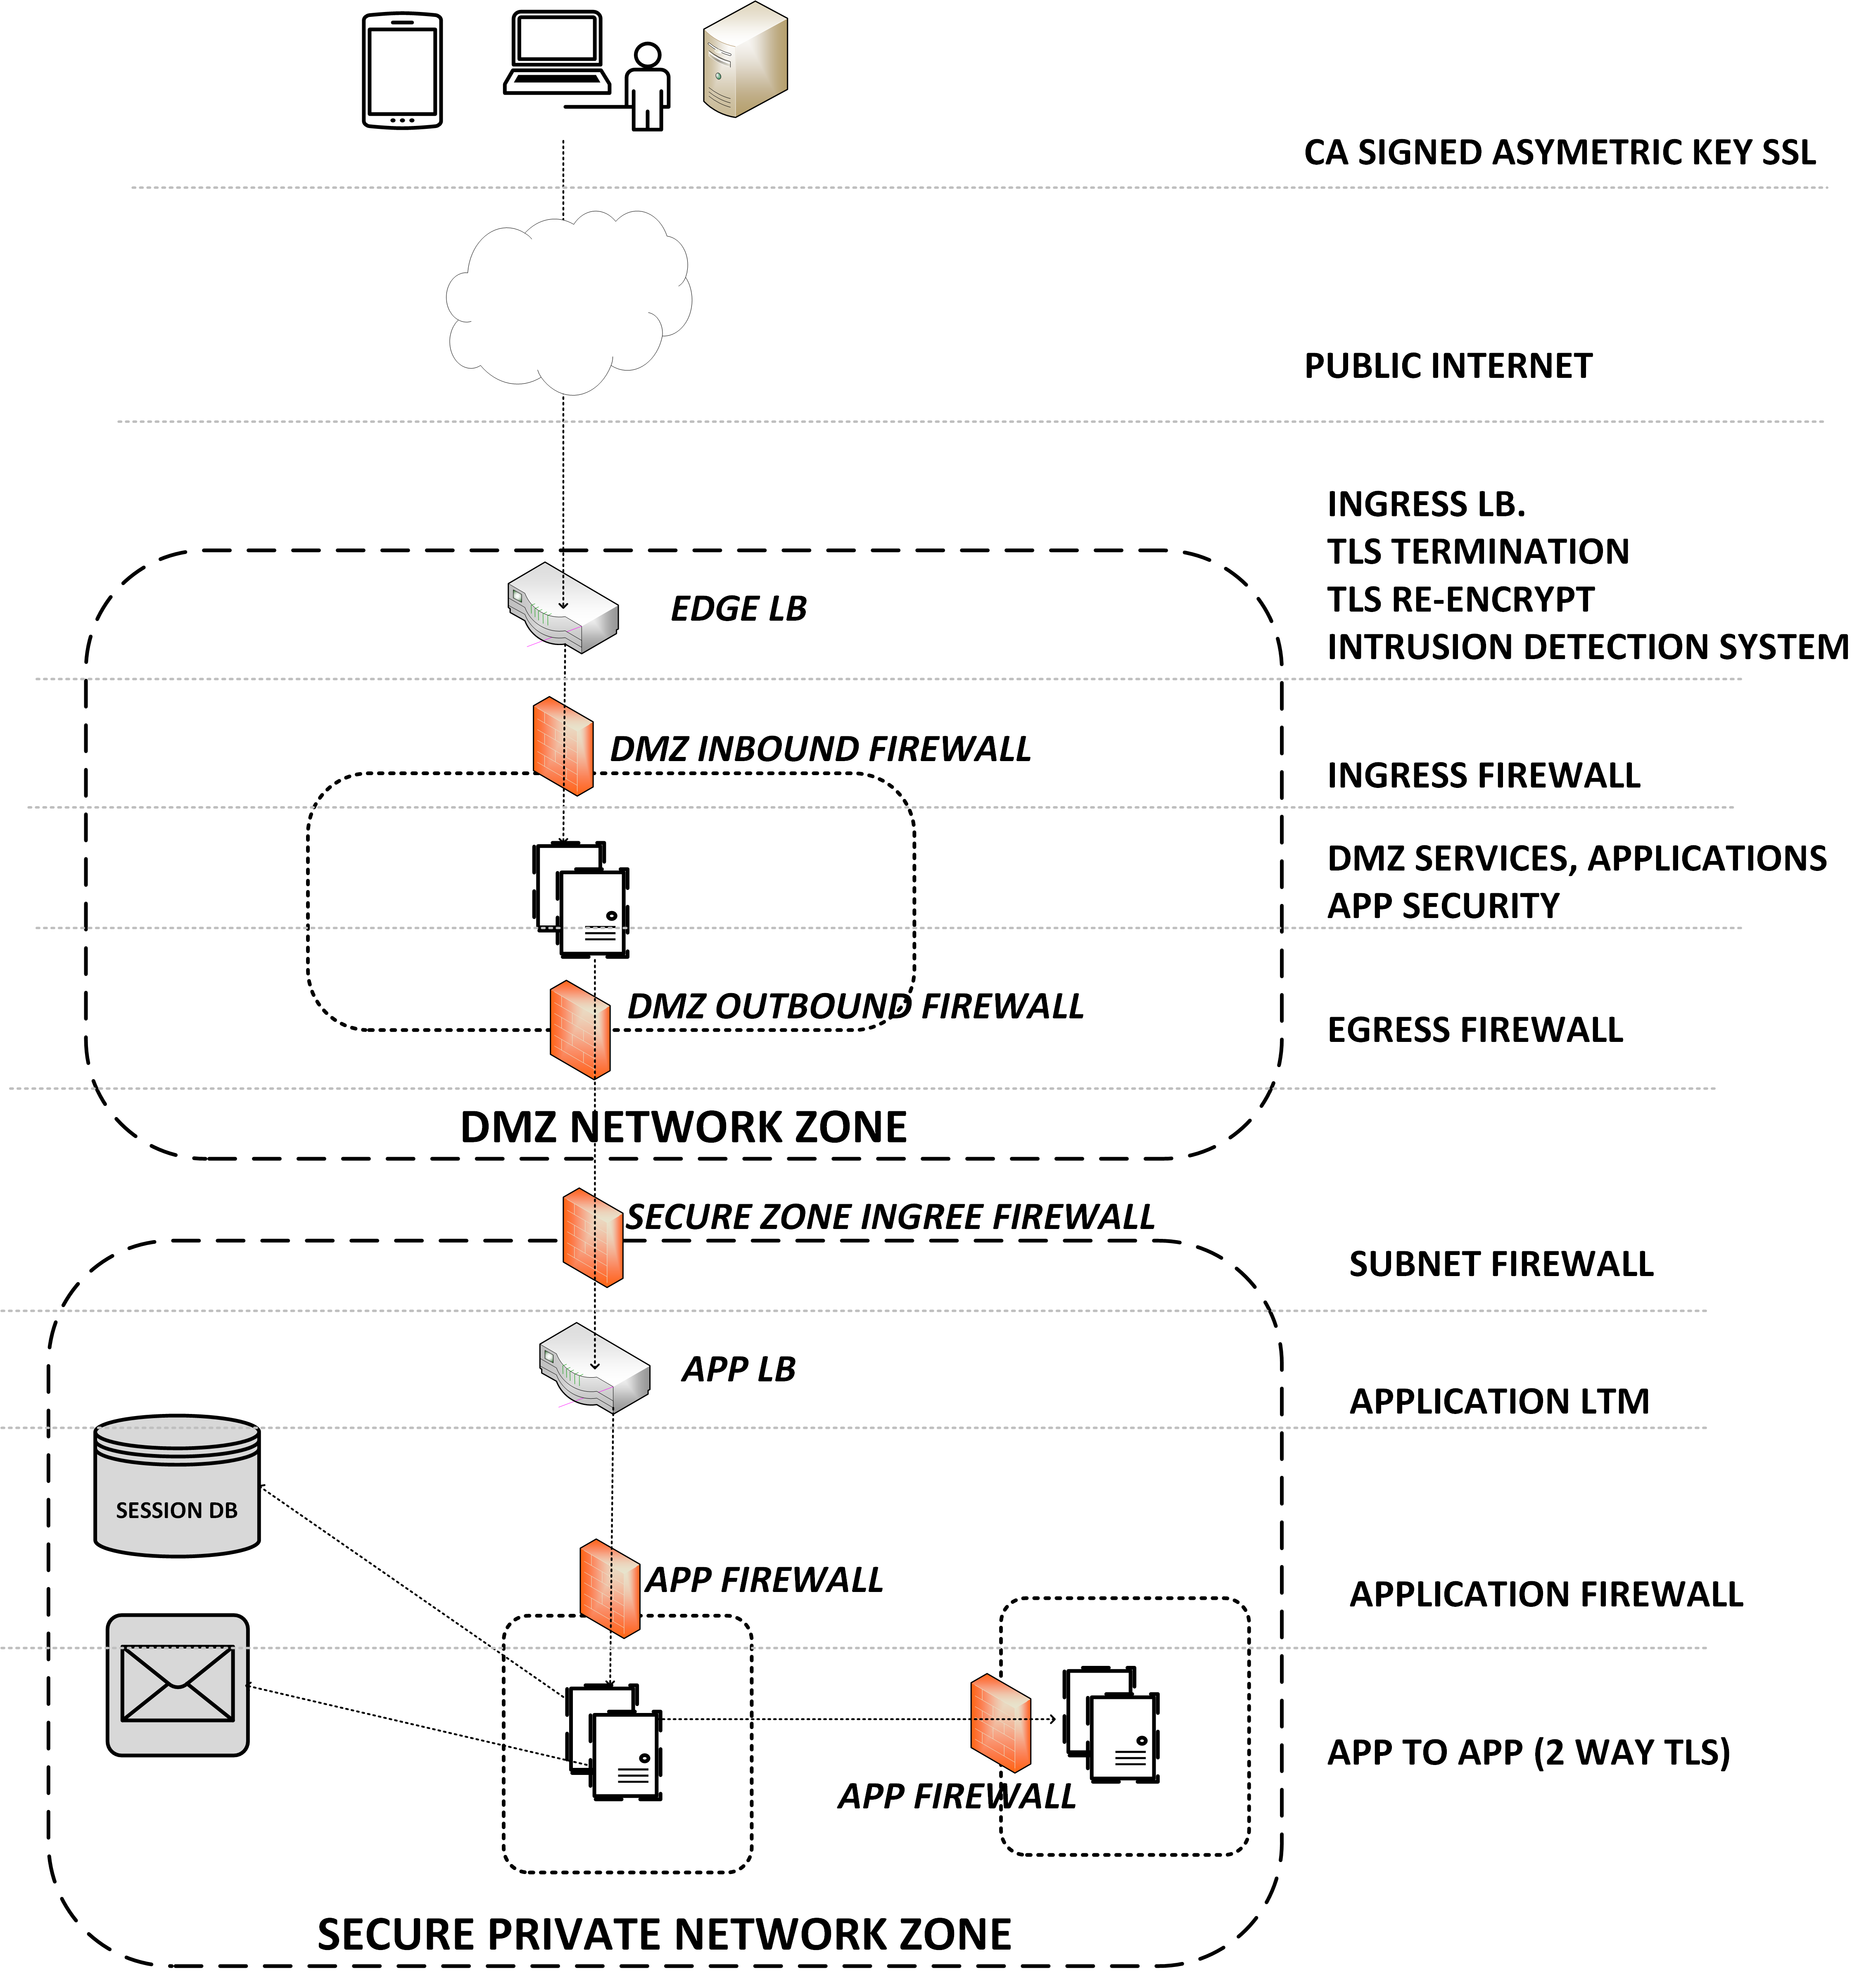 CA SIGNED ASYMETRIC KEY SSL
PUBLIC INTERNET
INGRESS LB.
TLS TERMINATION
TLS RE-ENCRYPT
INTRUSION DETECTION SYSTEM
EDGE LB
DMZ INBOUND FIREWALL
INGRESS FIREWALL
DMZ SERVICES, APPLICATIONS
APP SECURITY
DMZ OUTBOUND FIREWALL
EGRESS FIREWALL
DMZ NETWORK ZONE
SECURE ZONE INGREE FIREWALL
SUBNET FIREWALL
APP LB
APPLICATION LTM
SESSION DB
APP FIREWALL
APPLICATION FIREWALL
APP TO APP (2 WAY TLS)
APP FIREWALL
SECURE PRIVATE NETWORK ZONE